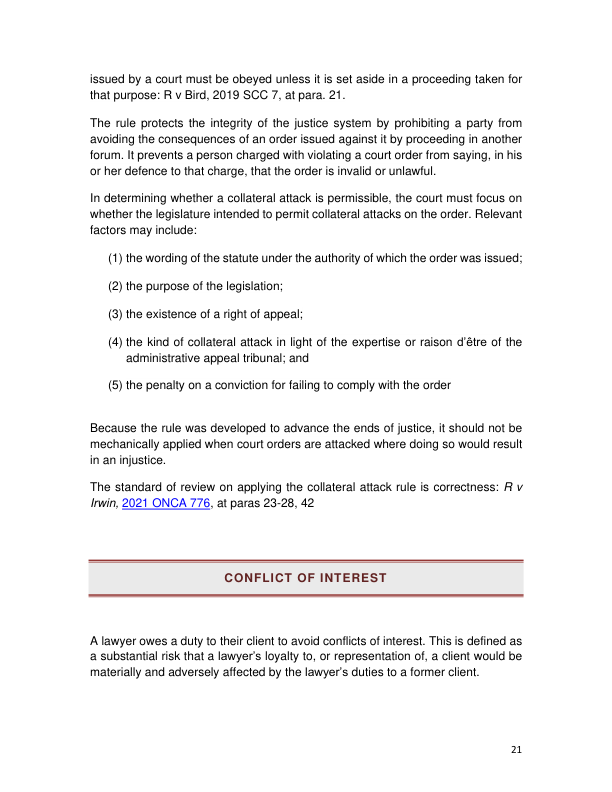 issued by a court must be obeyed unless it is set aside in a proceeding taken for
that purpose: R v Bird, 2019 SCC 7, at para. 21.
The rule protects the integrity of the justice system by prohibiting a party from
avoiding the consequences of an order issued against it by proceeding in another
forum. It prevents a person charged with violating a court order from saying, in his
or her defence to that charge, that the order is invalid or unlawful.
In determining whether a collateral attack is permissible, the court must focus on
whether the legislature intended to permit collateral attacks on the order. Relevant
factors may include:
(1) the wording of the statute under the authority of which the order was issued;
(2) the purpose of the legislation;
(3) the existence of a right of appeal;
(4) the kind of collateral attack in light of the expertise or raison d’être of the
administrative appeal tribunal; and
(5) the penalty on a conviction for failing to comply with the order
Because the rule was developed to advance the ends of justice, it should not be
mechanically applied when court orders are attacked where doing so would result
in an injustice.
The standard of review on applying the collateral attack rule is correctness: R v
Irwin, 2021 ONCA 776, at paras 23-28, 42
CONFLICT OF INTEREST
A lawyer owes a duty to their client to avoid conflicts of interest. This is defined as
a substantial risk that a lawyer’s loyalty to, or representation of, a client would be
materially and adversely affected by the lawyer’s duties to a former client.
21